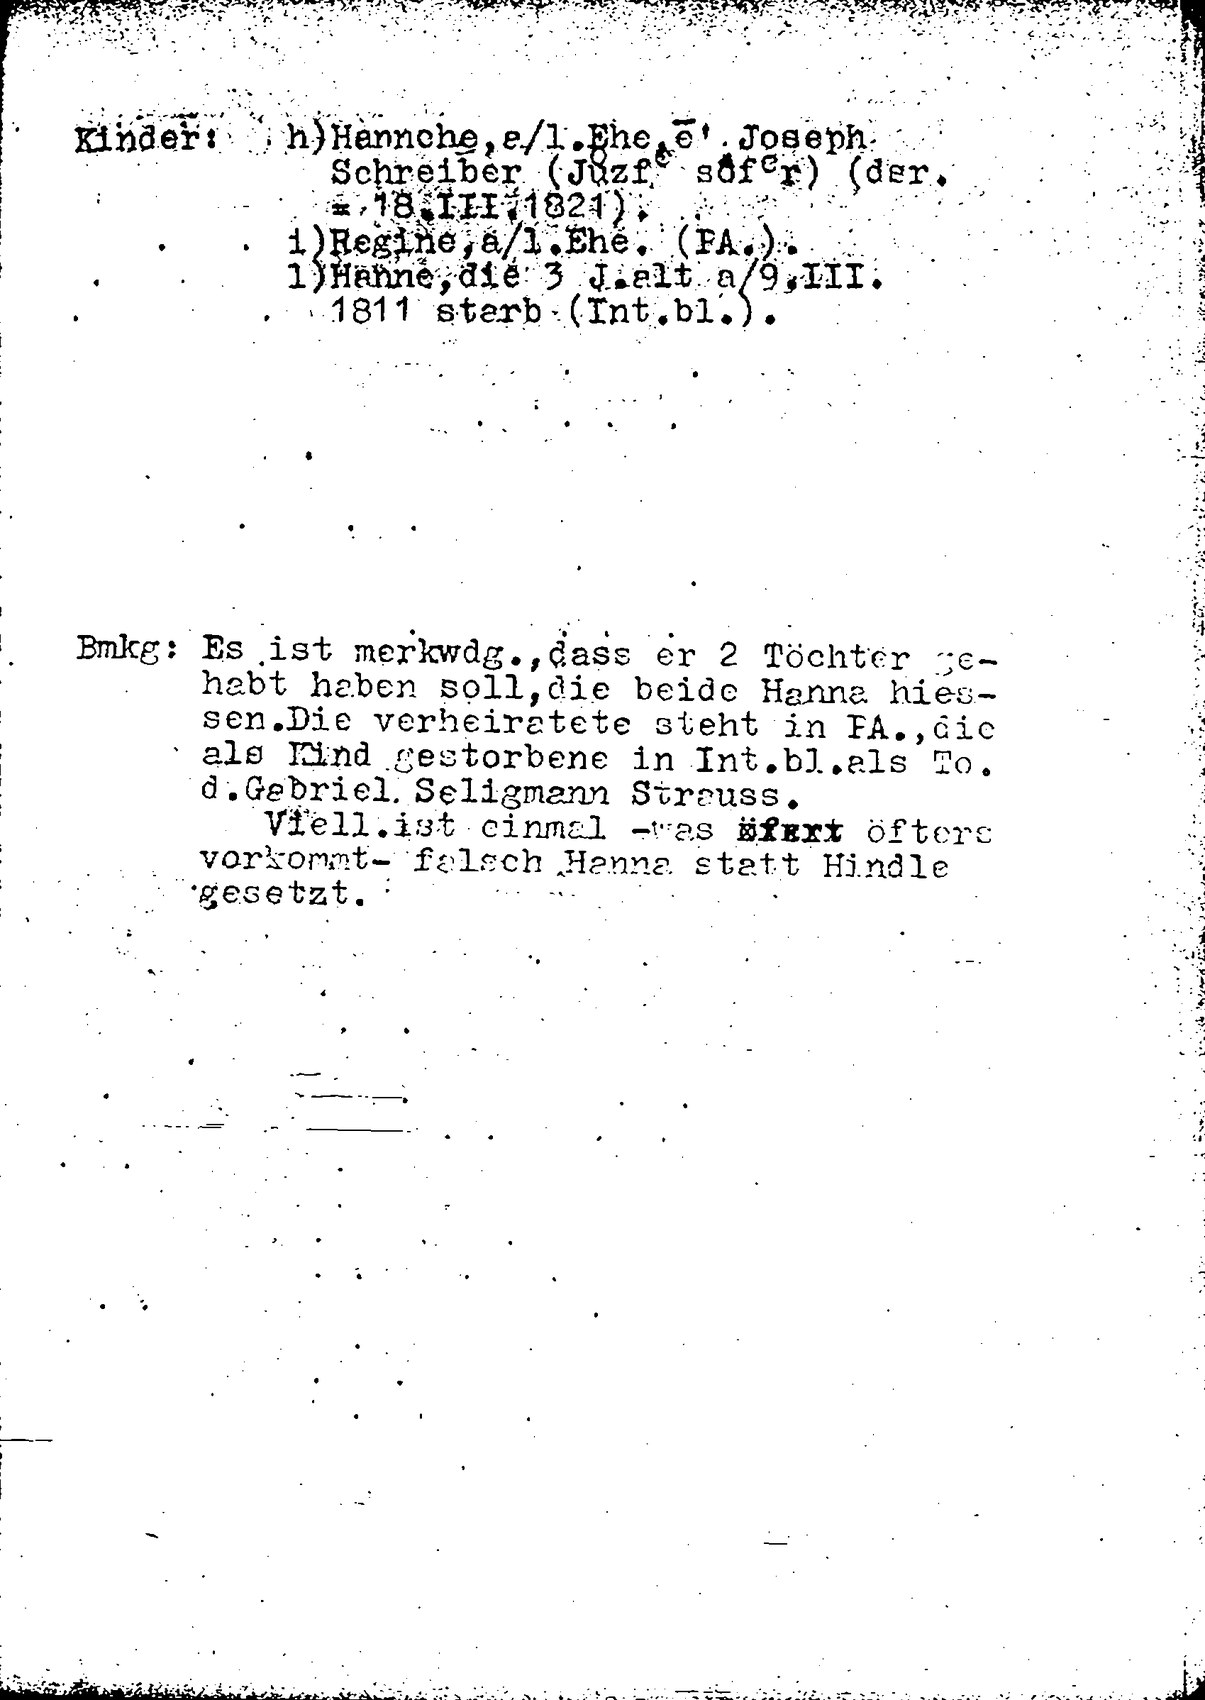 Kinder: h)Hännche,a/1.Ehe,ē'. Joseph
Schreiber (Jŭzfᵉ sŏfᵉr) (der.
= 18.III.1821).
i)Regine,a/1.Ehe. (PA.).
l)Hanne,die 3 J.alt a/9.III.
1811 starb (Int.bl.).
Bmkg: Es ist merkwdg.,dass er 2 Töchter ge-
habt haben soll,die beide Hanna hies-
sen.Die verheiratete steht in PA.,die
als Kind gestorbene in Int.bl.als To.
d.Gabriel Seligmann Strauss.
Viell.ist einmal -was öfters
vorkommt- falsch Hanna statt Hindle
gesetzt.